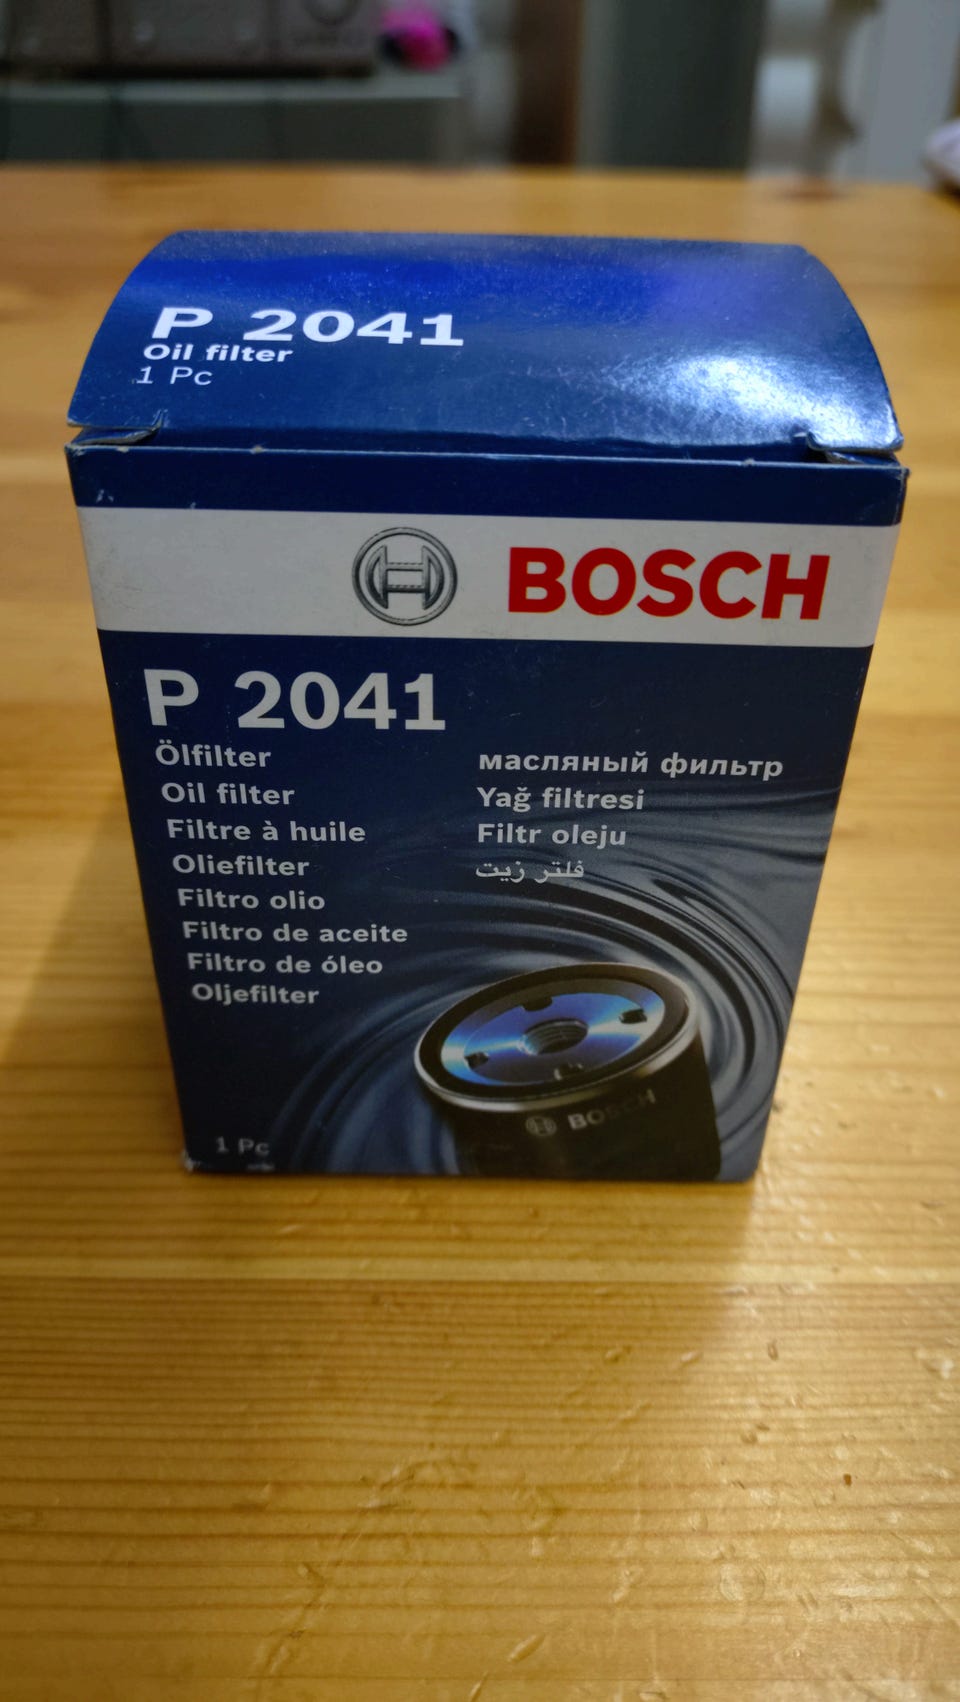 P 2041
Oil filter
1 Pc
BOSCH
P 2041
Ölfilter
Oil filter
Filtre à huile
Oliefilter
Filtro olio
Filtro de aceite
Filtro de óleo
Oljefilter
масляный фильтр
Yağ filtresi
Filtr oleju
فلتر زيت
BOSCH
1 Pc